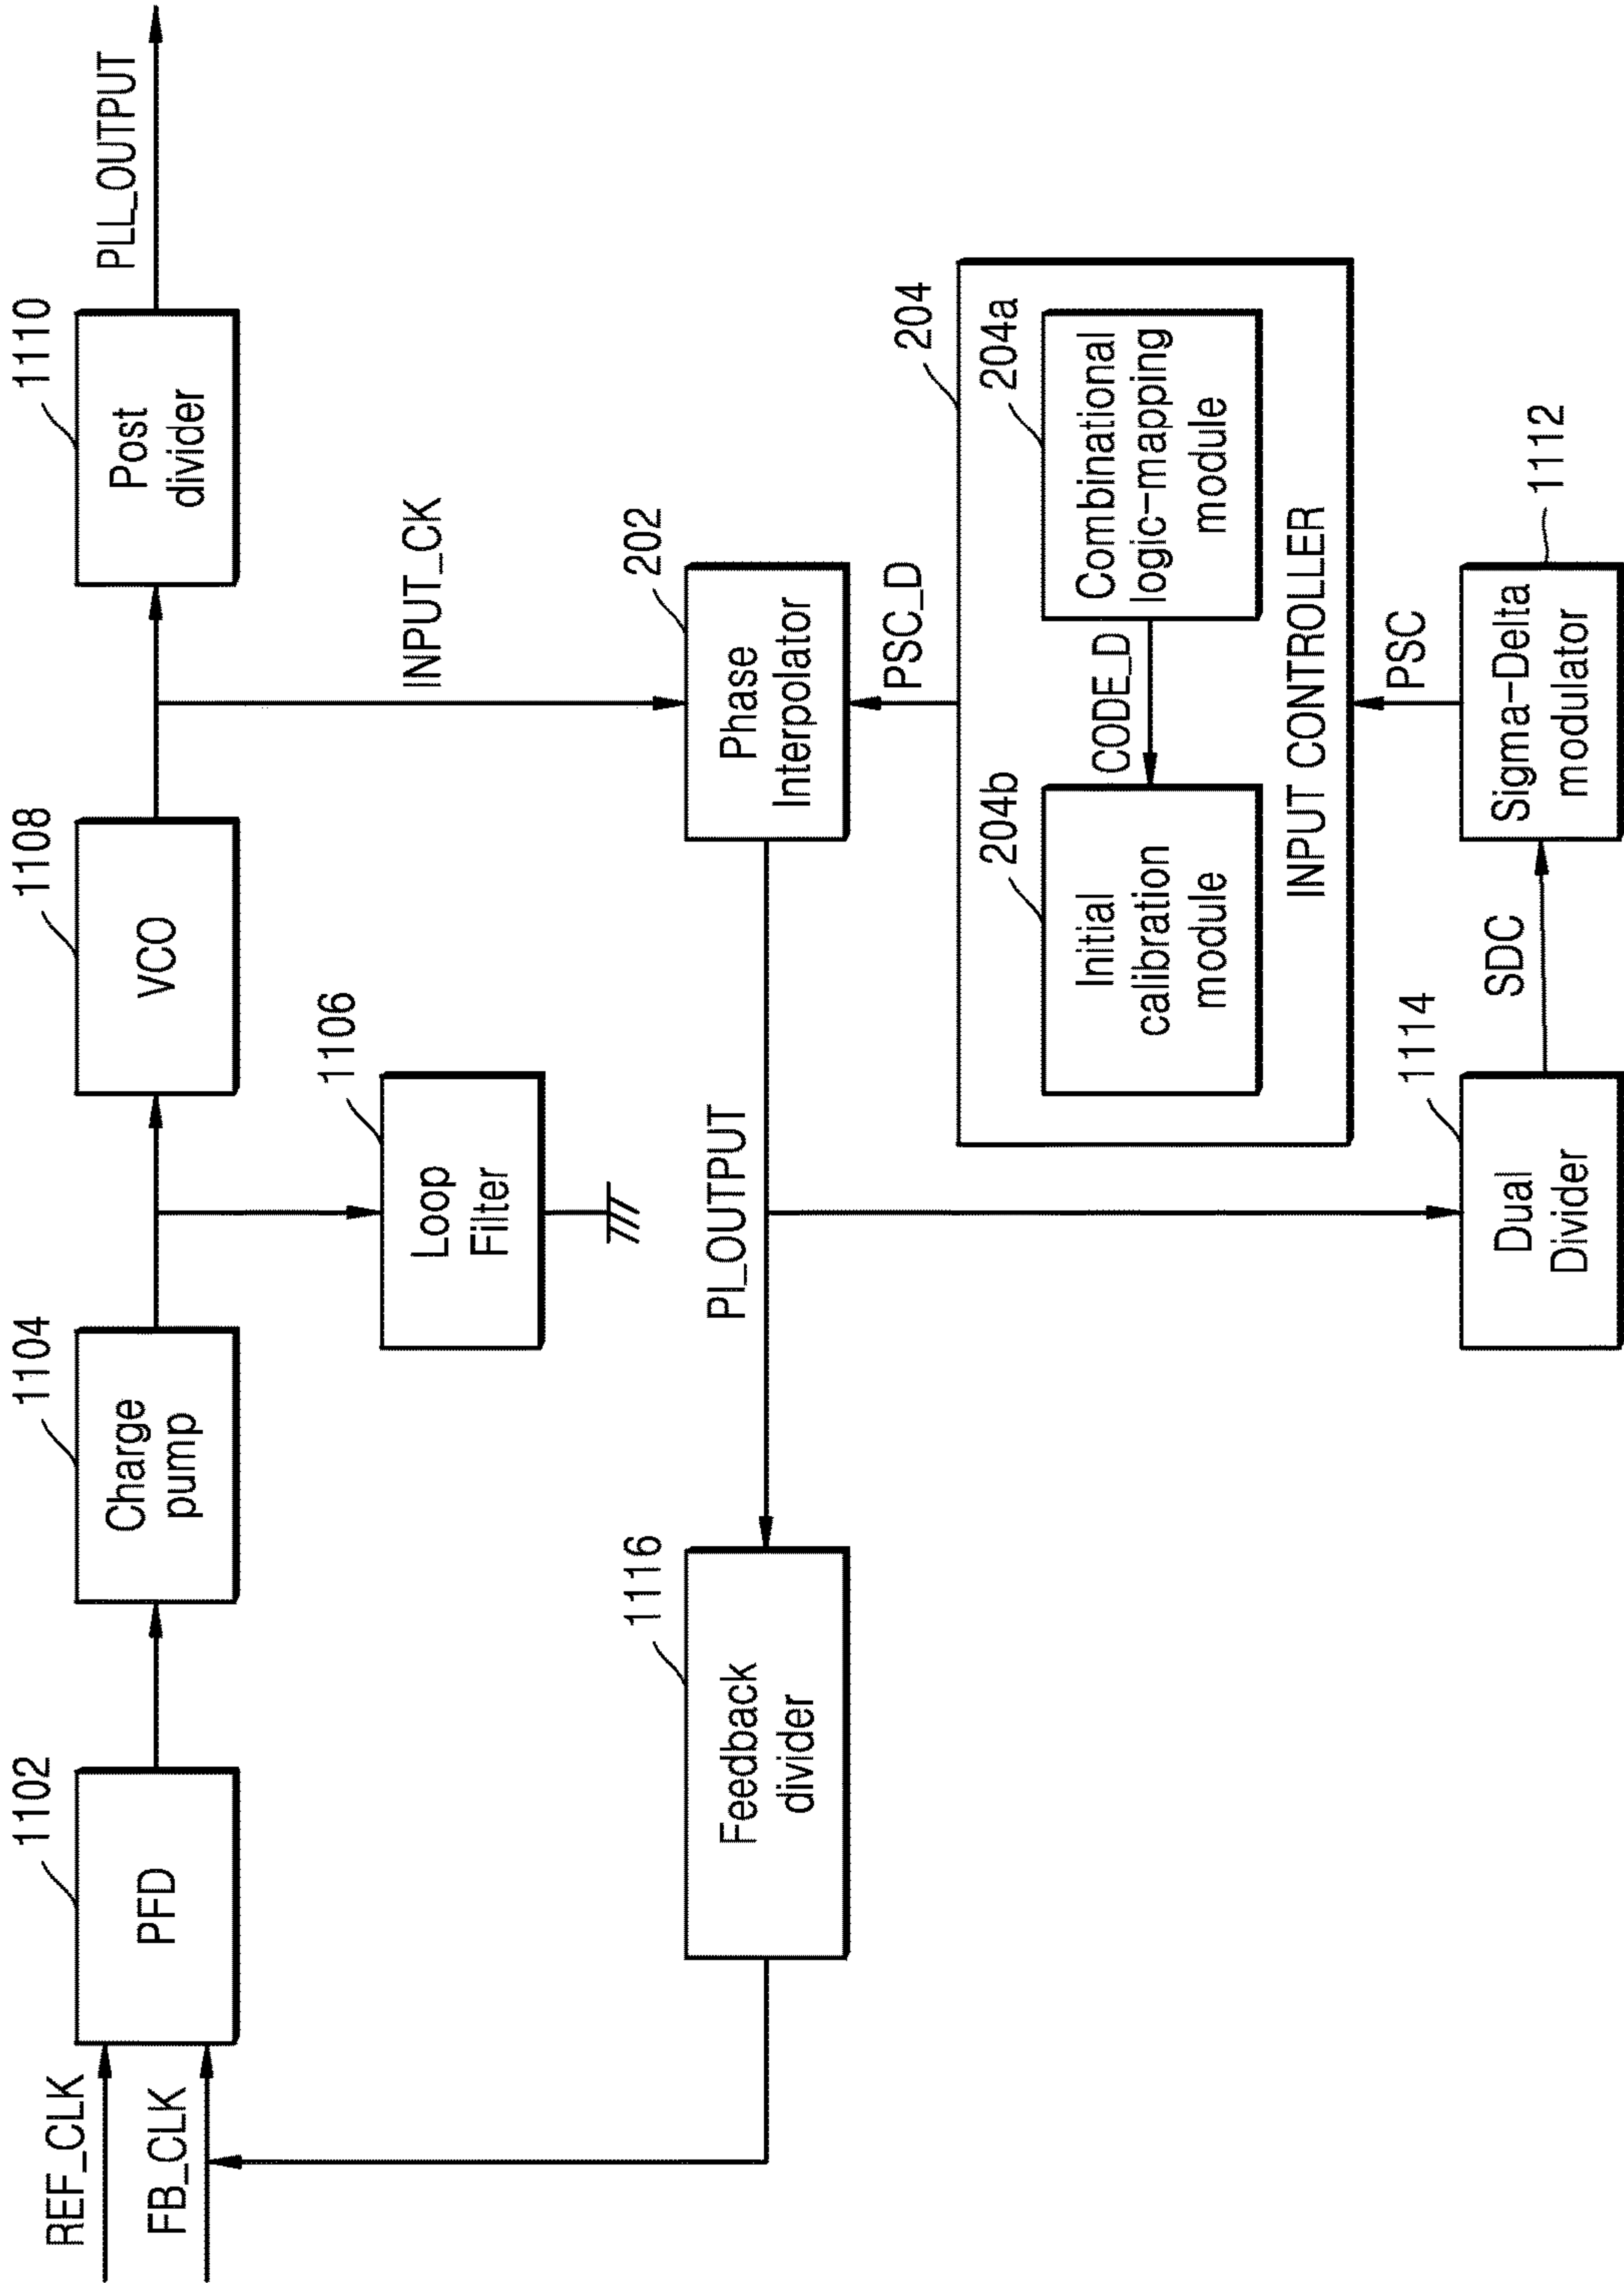 REF_CLK
FB_CLK
1102
PFD
1104
Charge
pump
1106
Loop
Filter
1108
VCO
1110
Post
divider
PLL_OUTPUT
INPUT_CK
1116
Feedback
divider
PI_OUTPUT
202
Phase
Interpolator
PSC_D
204
204b
Initial
calibration
module
CODE_D
204a
Combinational
logic-mapping
module
INPUT CONTROLLER
PSC
1114
Dual
Divider
SDC
Sigma-Delta
modulator
1112